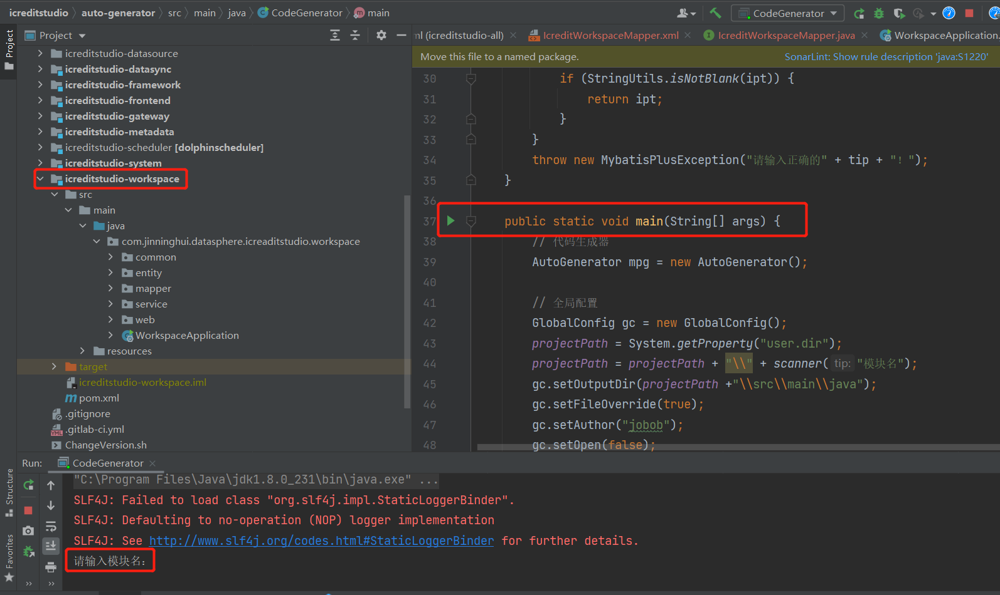 icreditstudio auto-generator src main java CodeGenerator main CodeGenerator
Project
Project
ml (icreditstudio-all) IcreditWorkspaceMapper.xml IcreditWorkspaceMapper.java WorkspaceApplication.
Move this file to a named package. SonarLint: Show rule description 'java:S1220'
icreditstudio-datasource
icreditstudio-datasync
icreditstudio-framework
icreditstudio-frontend
icreditstudio-gateway
icreditstudio-metadata
icreditstudio-scheduler [dolphinscheduler]
icreditstudio-system
icreditstudio-workspace
src
main
java
com.jinninghui.datasphere.icreaditstudio.workspace
common
entity
mapper
service
web
WorkspaceApplication
resources
target
icreditstudio-workspace.iml
pom.xml
.gitignore
.gitlab-ci.yml
ChangeVersion.sh
30 if (StringUtils.isNotBlank(ipt)) {
31 return ipt;
32 }
33 }
34 throw new MybatisPlusException("请输入正确的" + tip + "！");
35 }
36
37 public static void main(String[] args) {
38 // 代码生成器
39 AutoGenerator mpg = new AutoGenerator();
40
41 // 全局配置
42 GlobalConfig gc = new GlobalConfig();
43 projectPath = System.getProperty("user.dir");
44 projectPath = projectPath + "\\" + scanner( tip: "模块名");
45 gc.setOutputDir(projectPath +"\\src\\main\\java");
46 gc.setFileOverride(true);
47 gc.setAuthor("jobob");
48 gc.setOpen(false);
Run: CodeGenerator
Structure
Favorites
"C:\Program Files\Java\jdk1.8.0_231\bin\java.exe" ...
SLF4J: Failed to load class "org.slf4j.impl.StaticLoggerBinder".
SLF4J: Defaulting to no-operation (NOP) logger implementation
SLF4J: See http://www.slf4j.org/codes.html#StaticLoggerBinder for further details.
请输入模块名：